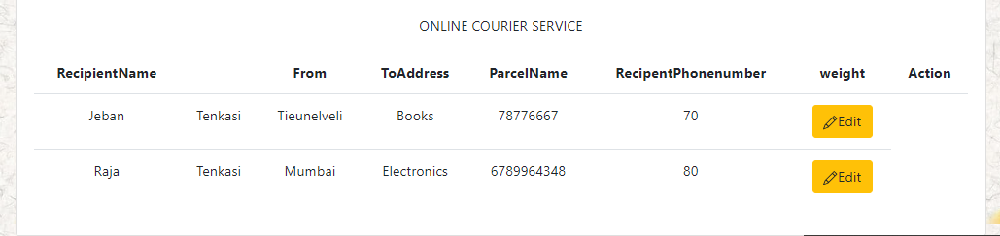 ONLINE COURIER SERVICE
RecipientName From ToAddress ParcelName RecipentPhonenumber weight Action
Jeban Tenkasi Tieunelveli Books 78776667 70 Edit
Raja Tenkasi Mumbai Electronics 6789964348 80 Edit